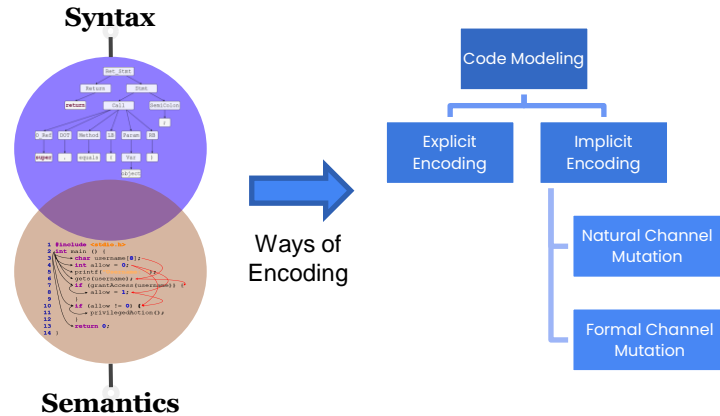 Syntax
Ret_Stmt
Return Stmt
return Call SemiColon
;
O_Ref DOT Method LB Param RB
super . equals ( Var )
object
1 #include <stdio.h>
2 int main () {
3 char username[8];
4 int allow = 0;
5 printf( );
6 gets(username);
7 if (grantAccess(username)) {
8 allow = 1;
9 }
10 if (allow != 0) {
11 privilegedAction();
12 }
13 return 0;
14 }
Semantics
Ways of
Encoding
Code Modeling
Explicit
Encoding
Implicit
Encoding
Natural Channel
Mutation
Formal Channel
Mutation